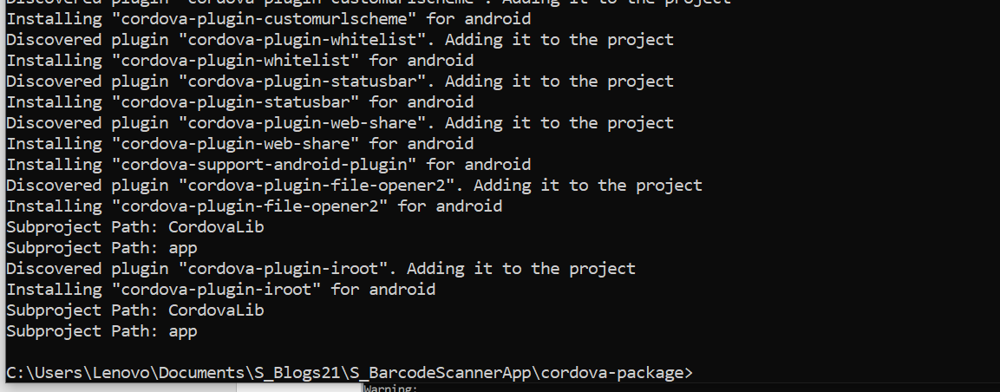 Discovered plugin "cordova-plugin-customurlscheme". Adding it to the project
Installing "cordova-plugin-customurlscheme" for android
Discovered plugin "cordova-plugin-whitelist". Adding it to the project
Installing "cordova-plugin-whitelist" for android
Discovered plugin "cordova-plugin-statusbar". Adding it to the project
Installing "cordova-plugin-statusbar" for android
Discovered plugin "cordova-plugin-web-share". Adding it to the project
Installing "cordova-plugin-web-share" for android
Installing "cordova-support-android-plugin" for android
Discovered plugin "cordova-plugin-file-opener2". Adding it to the project
Installing "cordova-plugin-file-opener2" for android
Subproject Path: CordovaLib
Subproject Path: app
Discovered plugin "cordova-plugin-iroot". Adding it to the project
Installing "cordova-plugin-iroot" for android
Subproject Path: CordovaLib
Subproject Path: app
C:\Users\Lenovo\Documents\S_Blogs21\S_BarcodeScannerApp\cordova-package>
Warning: